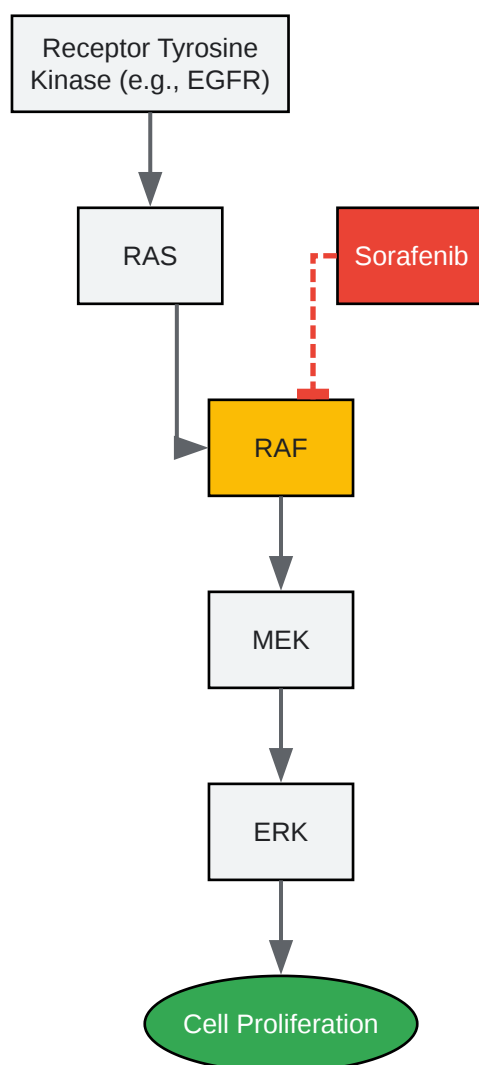 Receptor Tyrosine
Kinase (e.g., EGFR)
RAS
Sorafenib
RAF
MEK
ERK
Cell Proliferation